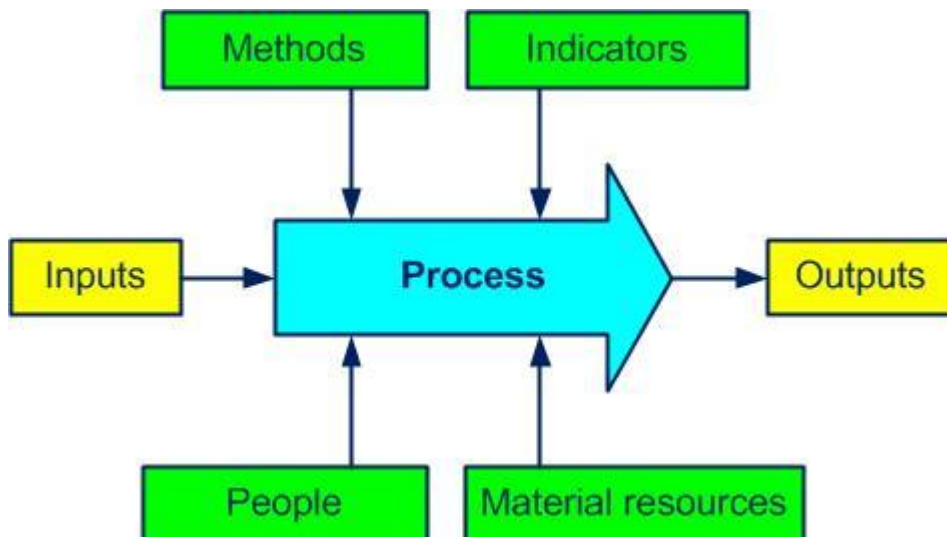 Methods
Indicators
Inputs
Process
Outputs
People
Material resources